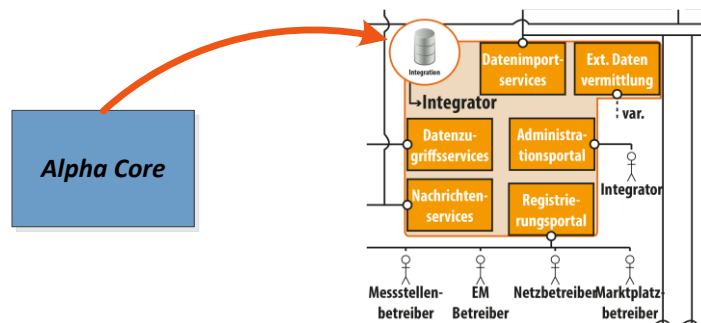 Alpha Core
Integration
Integrator
Datenimport-
services
Ext. Daten
vermittlung
var.
Datenzu-
griffsservices
Administra-
tionsportal
Integrator
Nachrichten-
services
Registrie-
rungsportal
Messstellen-
betreiber
EM
Betreiber
Netzbetreiber
Marktplatz-
betreiber